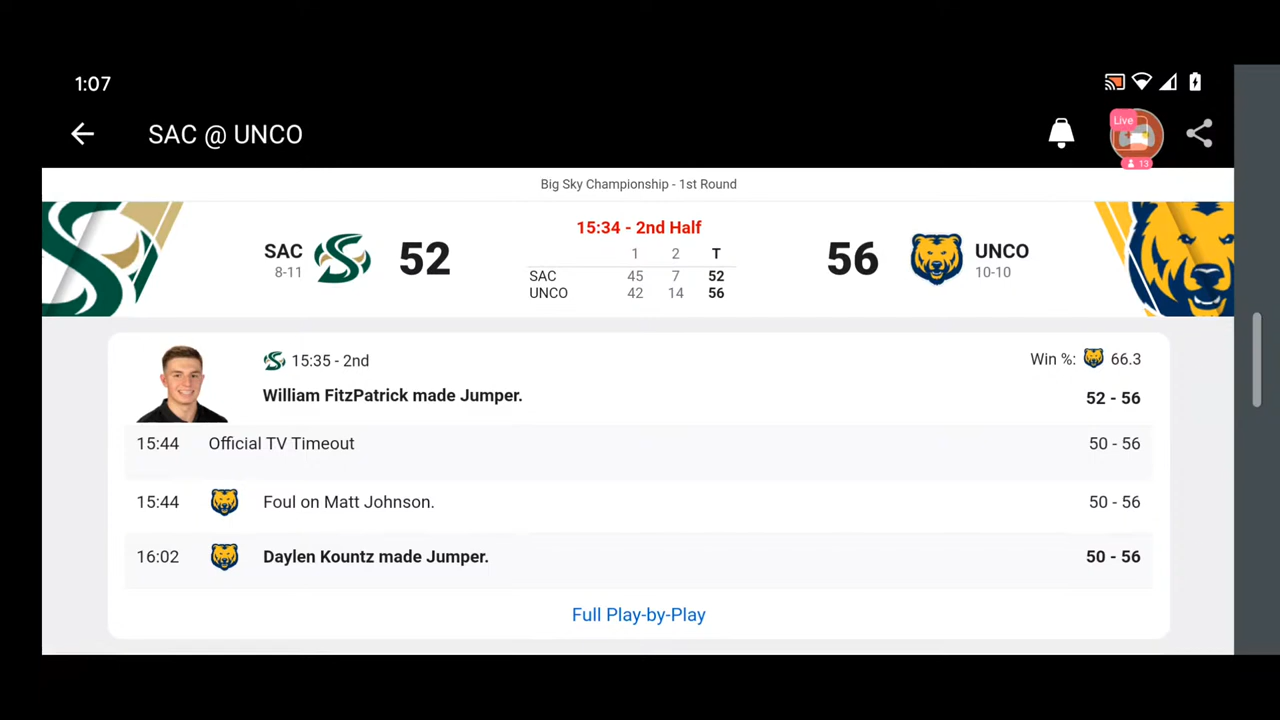 1:07
SAC @ UNCO
Live
13
Big Sky Championship - 1st Round
SAC
8-11
52
15:34 - 2nd Half
1 2 T
SAC 45 7 52
UNCO 42 14 56
56
UNCO
10-10
15:35 - 2nd
Win %: 66.3
William FitzPatrick made Jumper.
52 - 56
15:44 Official TV Timeout 50 - 56
15:44 Foul on Matt Johnson. 50 - 56
16:02 Daylen Kountz made Jumper. 50 - 56
Full Play-by-Play